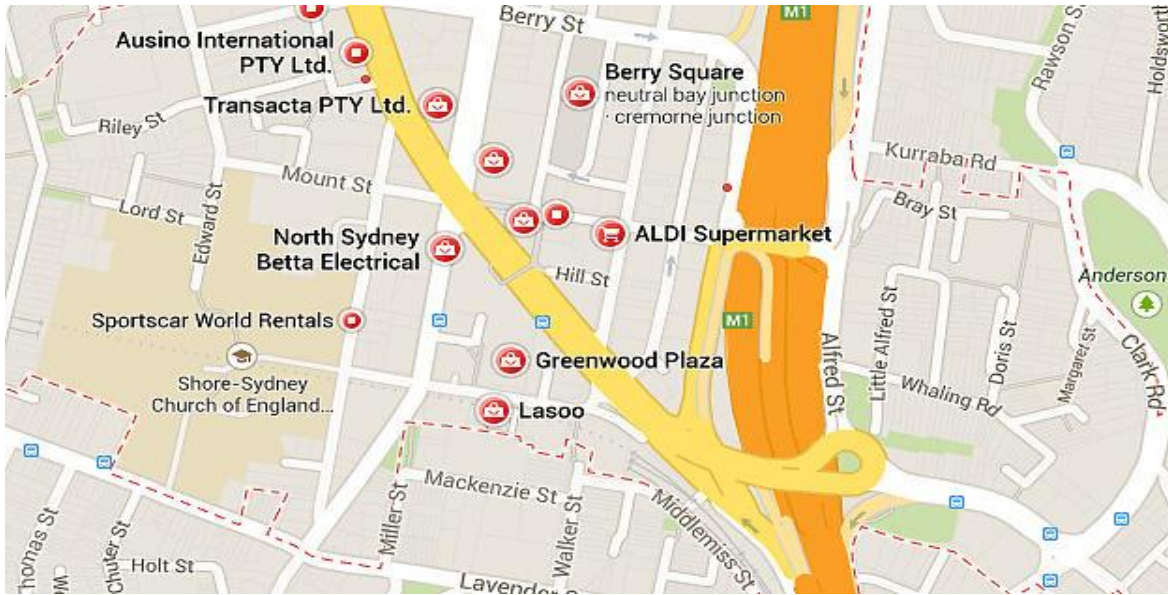 Berry St
M1
Rawson S
Holdsworth
Ausino International
PTY Ltd.
Transacta PTY Ltd.
Berry Square
neutral bay junction
· cremorne junction
Riley St
Kurraba Rd
Mount St
Lord St
Edward St
Bray St
North Sydney
Betta Electrical
ALDI Supermarket
Hill St
Anderson
Sportscar World Rentals
M1
Alfred St
Little Alfred St
Doris St
Margaret St
Clark Rd
Shore-Sydney
Church of England...
Greenwood Plaza
Whaling Rd
Lasoo
Mackenzie St
Miller St
Walker St
Middlemiss St
Thomas St
Chuter St
Holt St
Lavender S